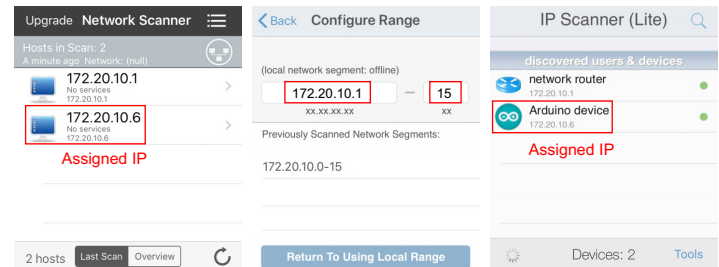 Upgrade Network Scanner
Hosts in Scan: 2
A minute ago Network: (null)
172.20.10.1
No services
172.20.10.1
172.20.10.6
No services
172.20.10.6
Assigned IP
2 hosts Last Scan Overview
Back Configure Range
(local network segment: offline)
172.20.10.1 — 15
xx.xx.xx.xx xx
Previously Scanned Network Segments:
172.20.10.0-15
Return To Using Local Range
IP Scanner (Lite)
discovered users & devices
network router
172.20.10.1
Arduino device
172.20.10.6
Assigned IP
Devices: 2 Tools